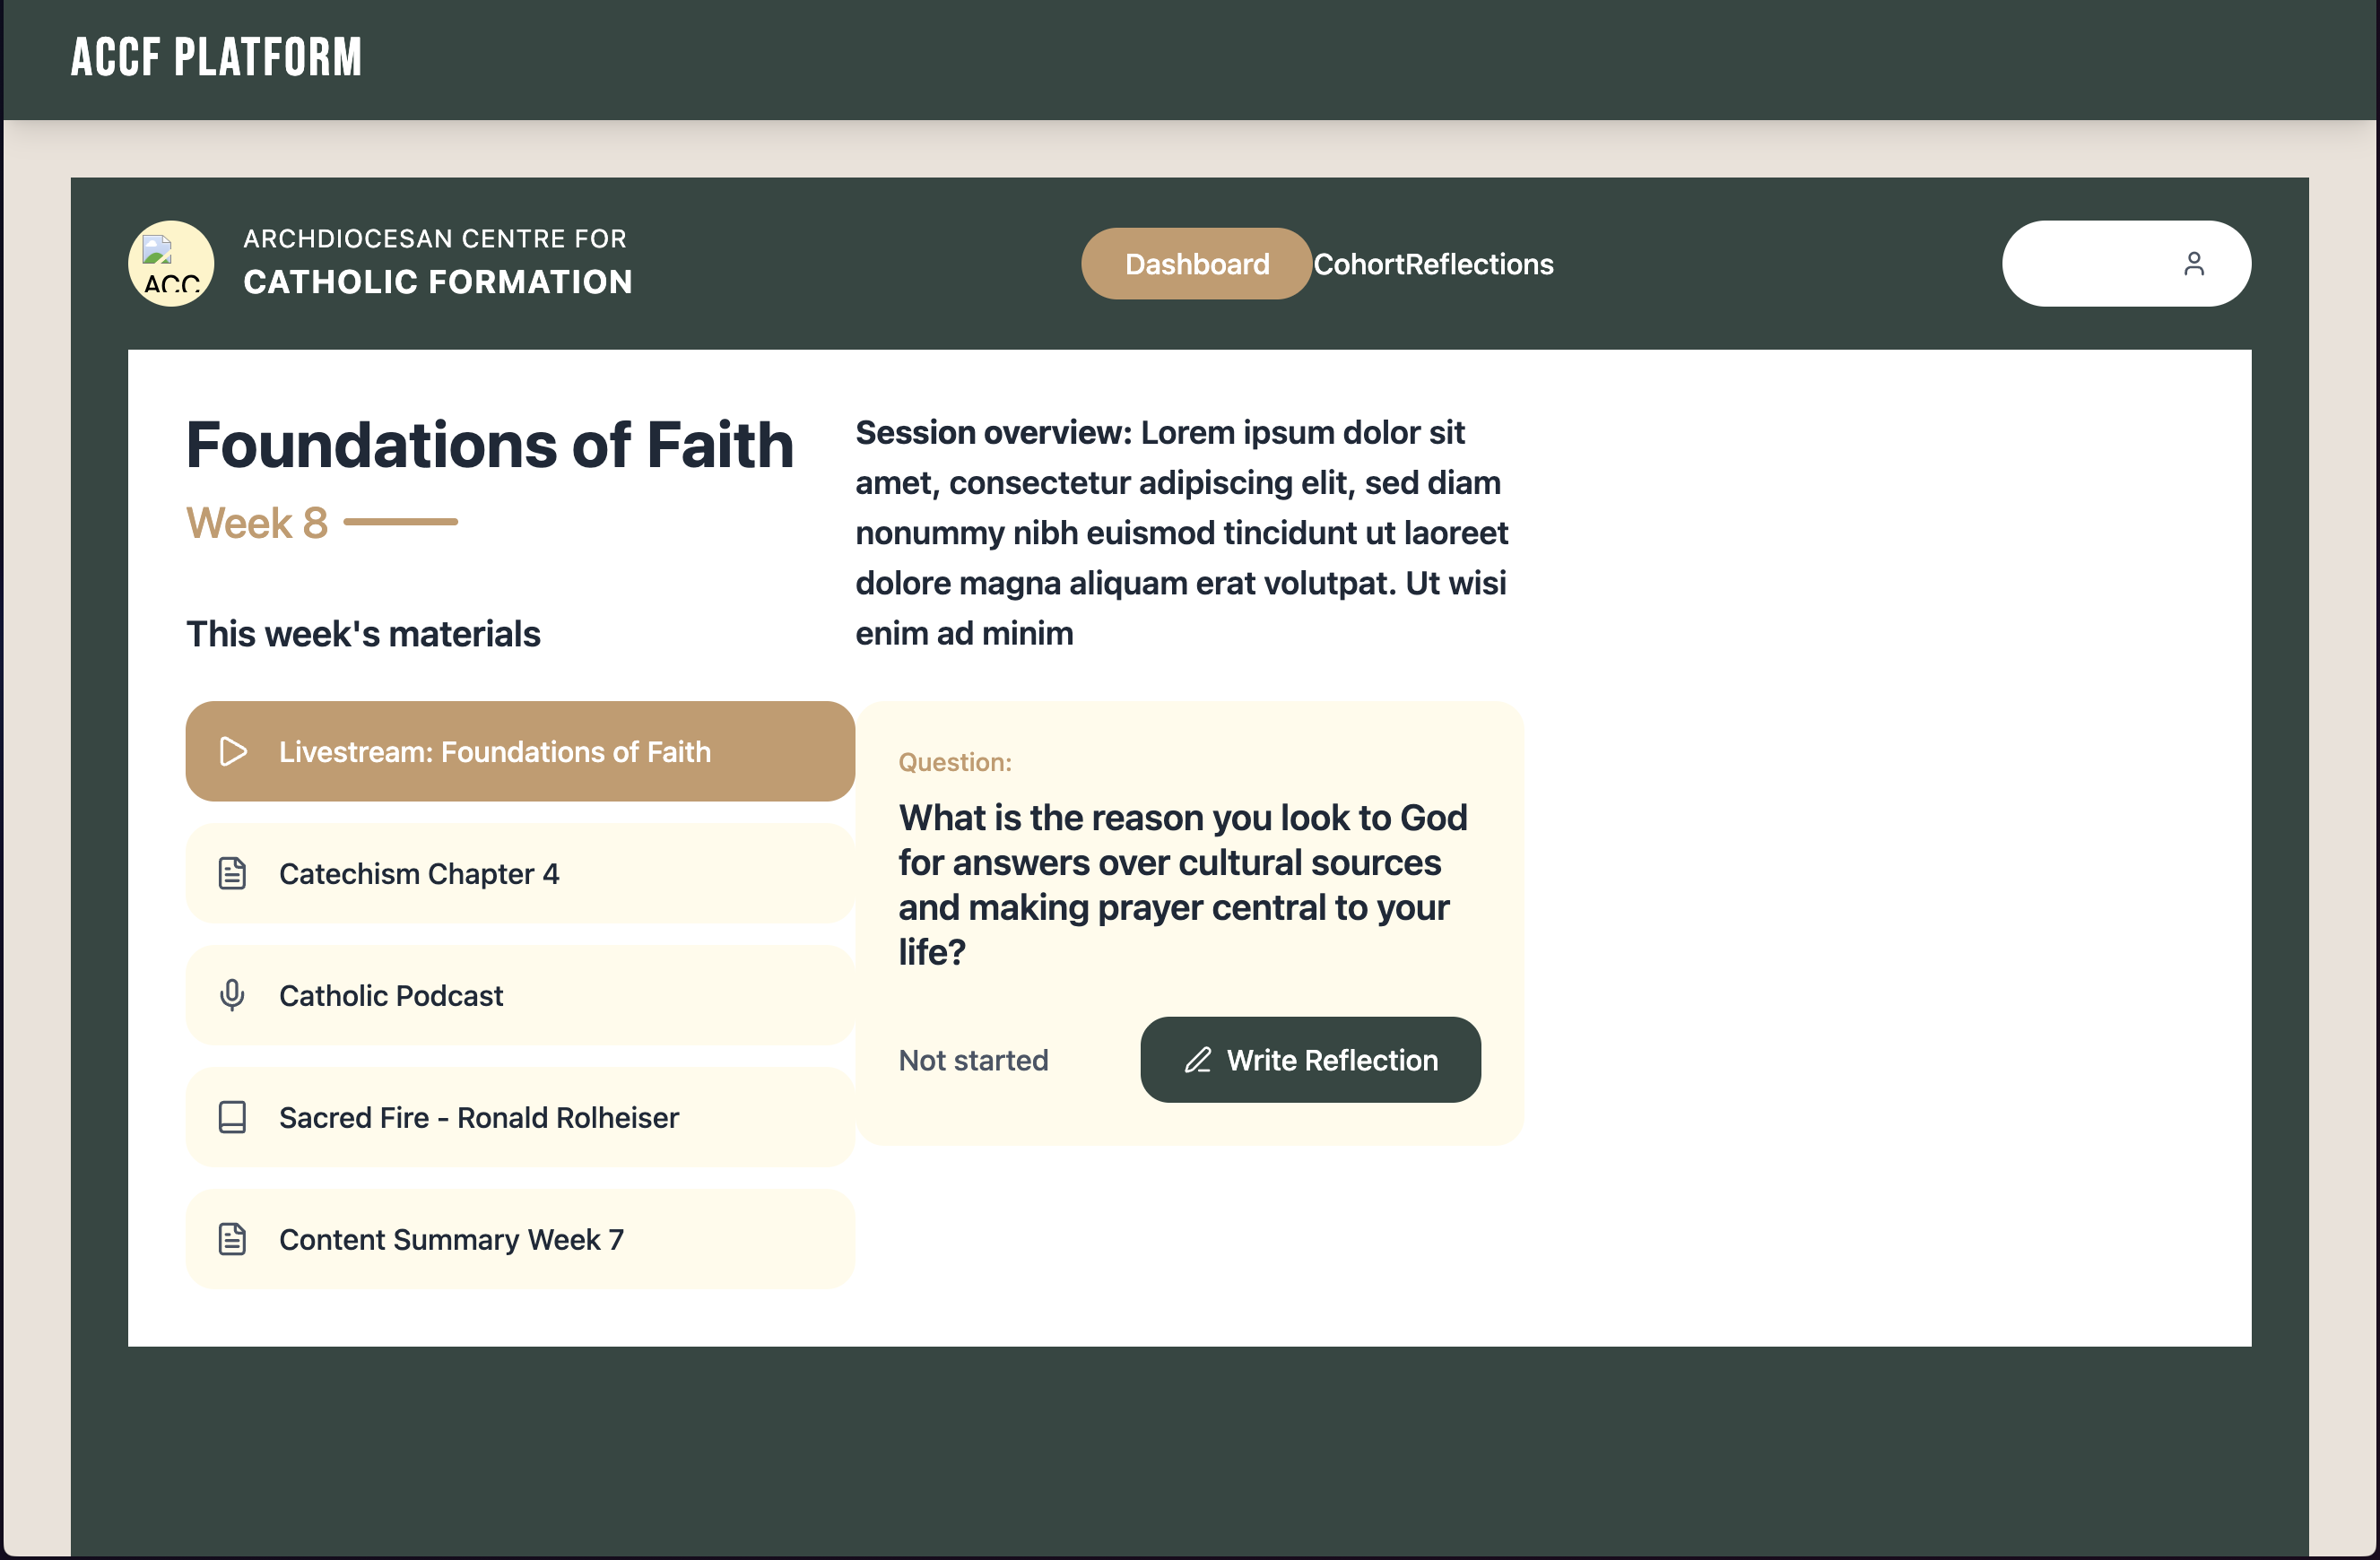 ACCF PLATFORM
ACC
ARCHDIOCESAN CENTRE FOR
CATHOLIC FORMATION
Dashboard
Cohort
Reflections
Foundations of Faith
Week 8
This week's materials
Livestream: Foundations of Faith
Catechism Chapter 4
Catholic Podcast
Sacred Fire - Ronald Rolheiser
Content Summary Week 7
Session overview: Lorem ipsum dolor sit
amet, consectetur adipiscing elit, sed diam
nonummy nibh euismod tincidunt ut laoreet
dolore magna aliquam erat volutpat. Ut wisi
enim ad minim
Question:
What is the reason you look to God
for answers over cultural sources
and making prayer central to your
life?
Not started
Write Reflection